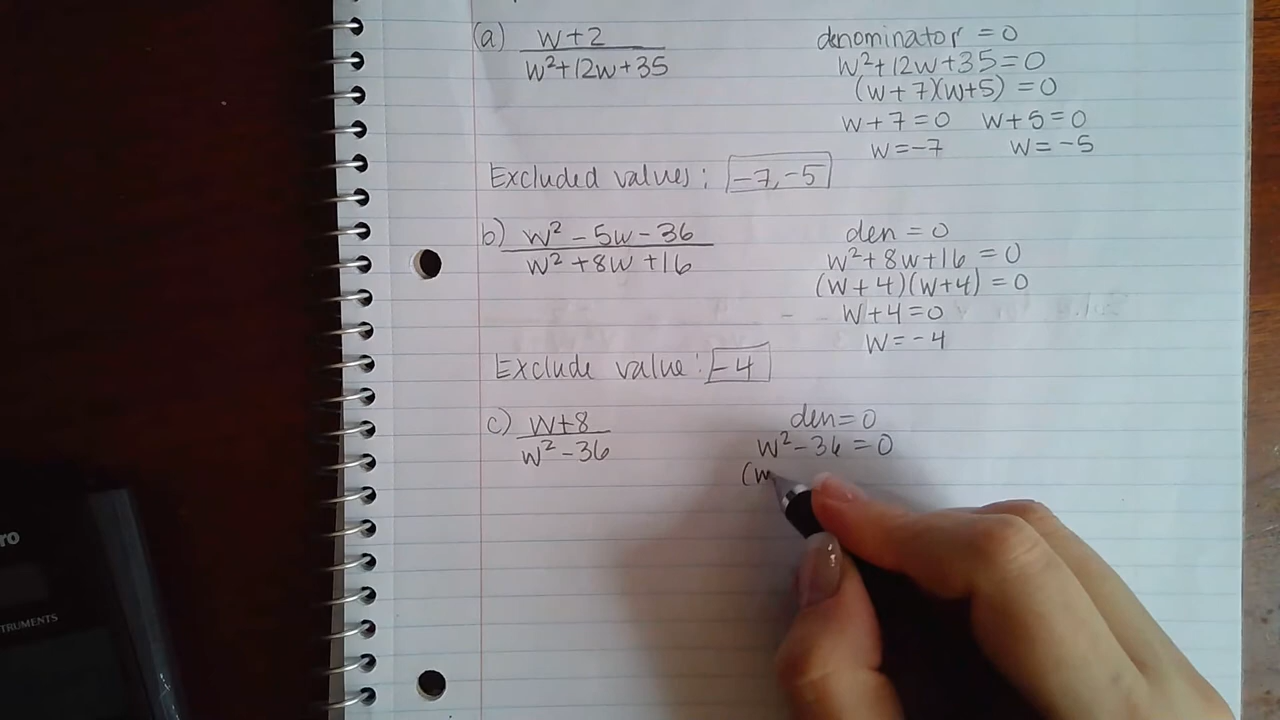 (a) w+2 denominator = 0
w²+12w+35 w²+12w+35=0
(w+7)(w+5) = 0
w+7=0 w+5=0
w=-7 w=-5
Excluded values: -7,-5
b) w²-5w-36 den = 0
w²+8w+16 w²+8w+16=0
(w+4)(w+4)=0
w+4=0
w=-4
Exclude value: -4
c) w+8 den=0
w²-36 w²-36=0
(w
ro
TRUMENTS